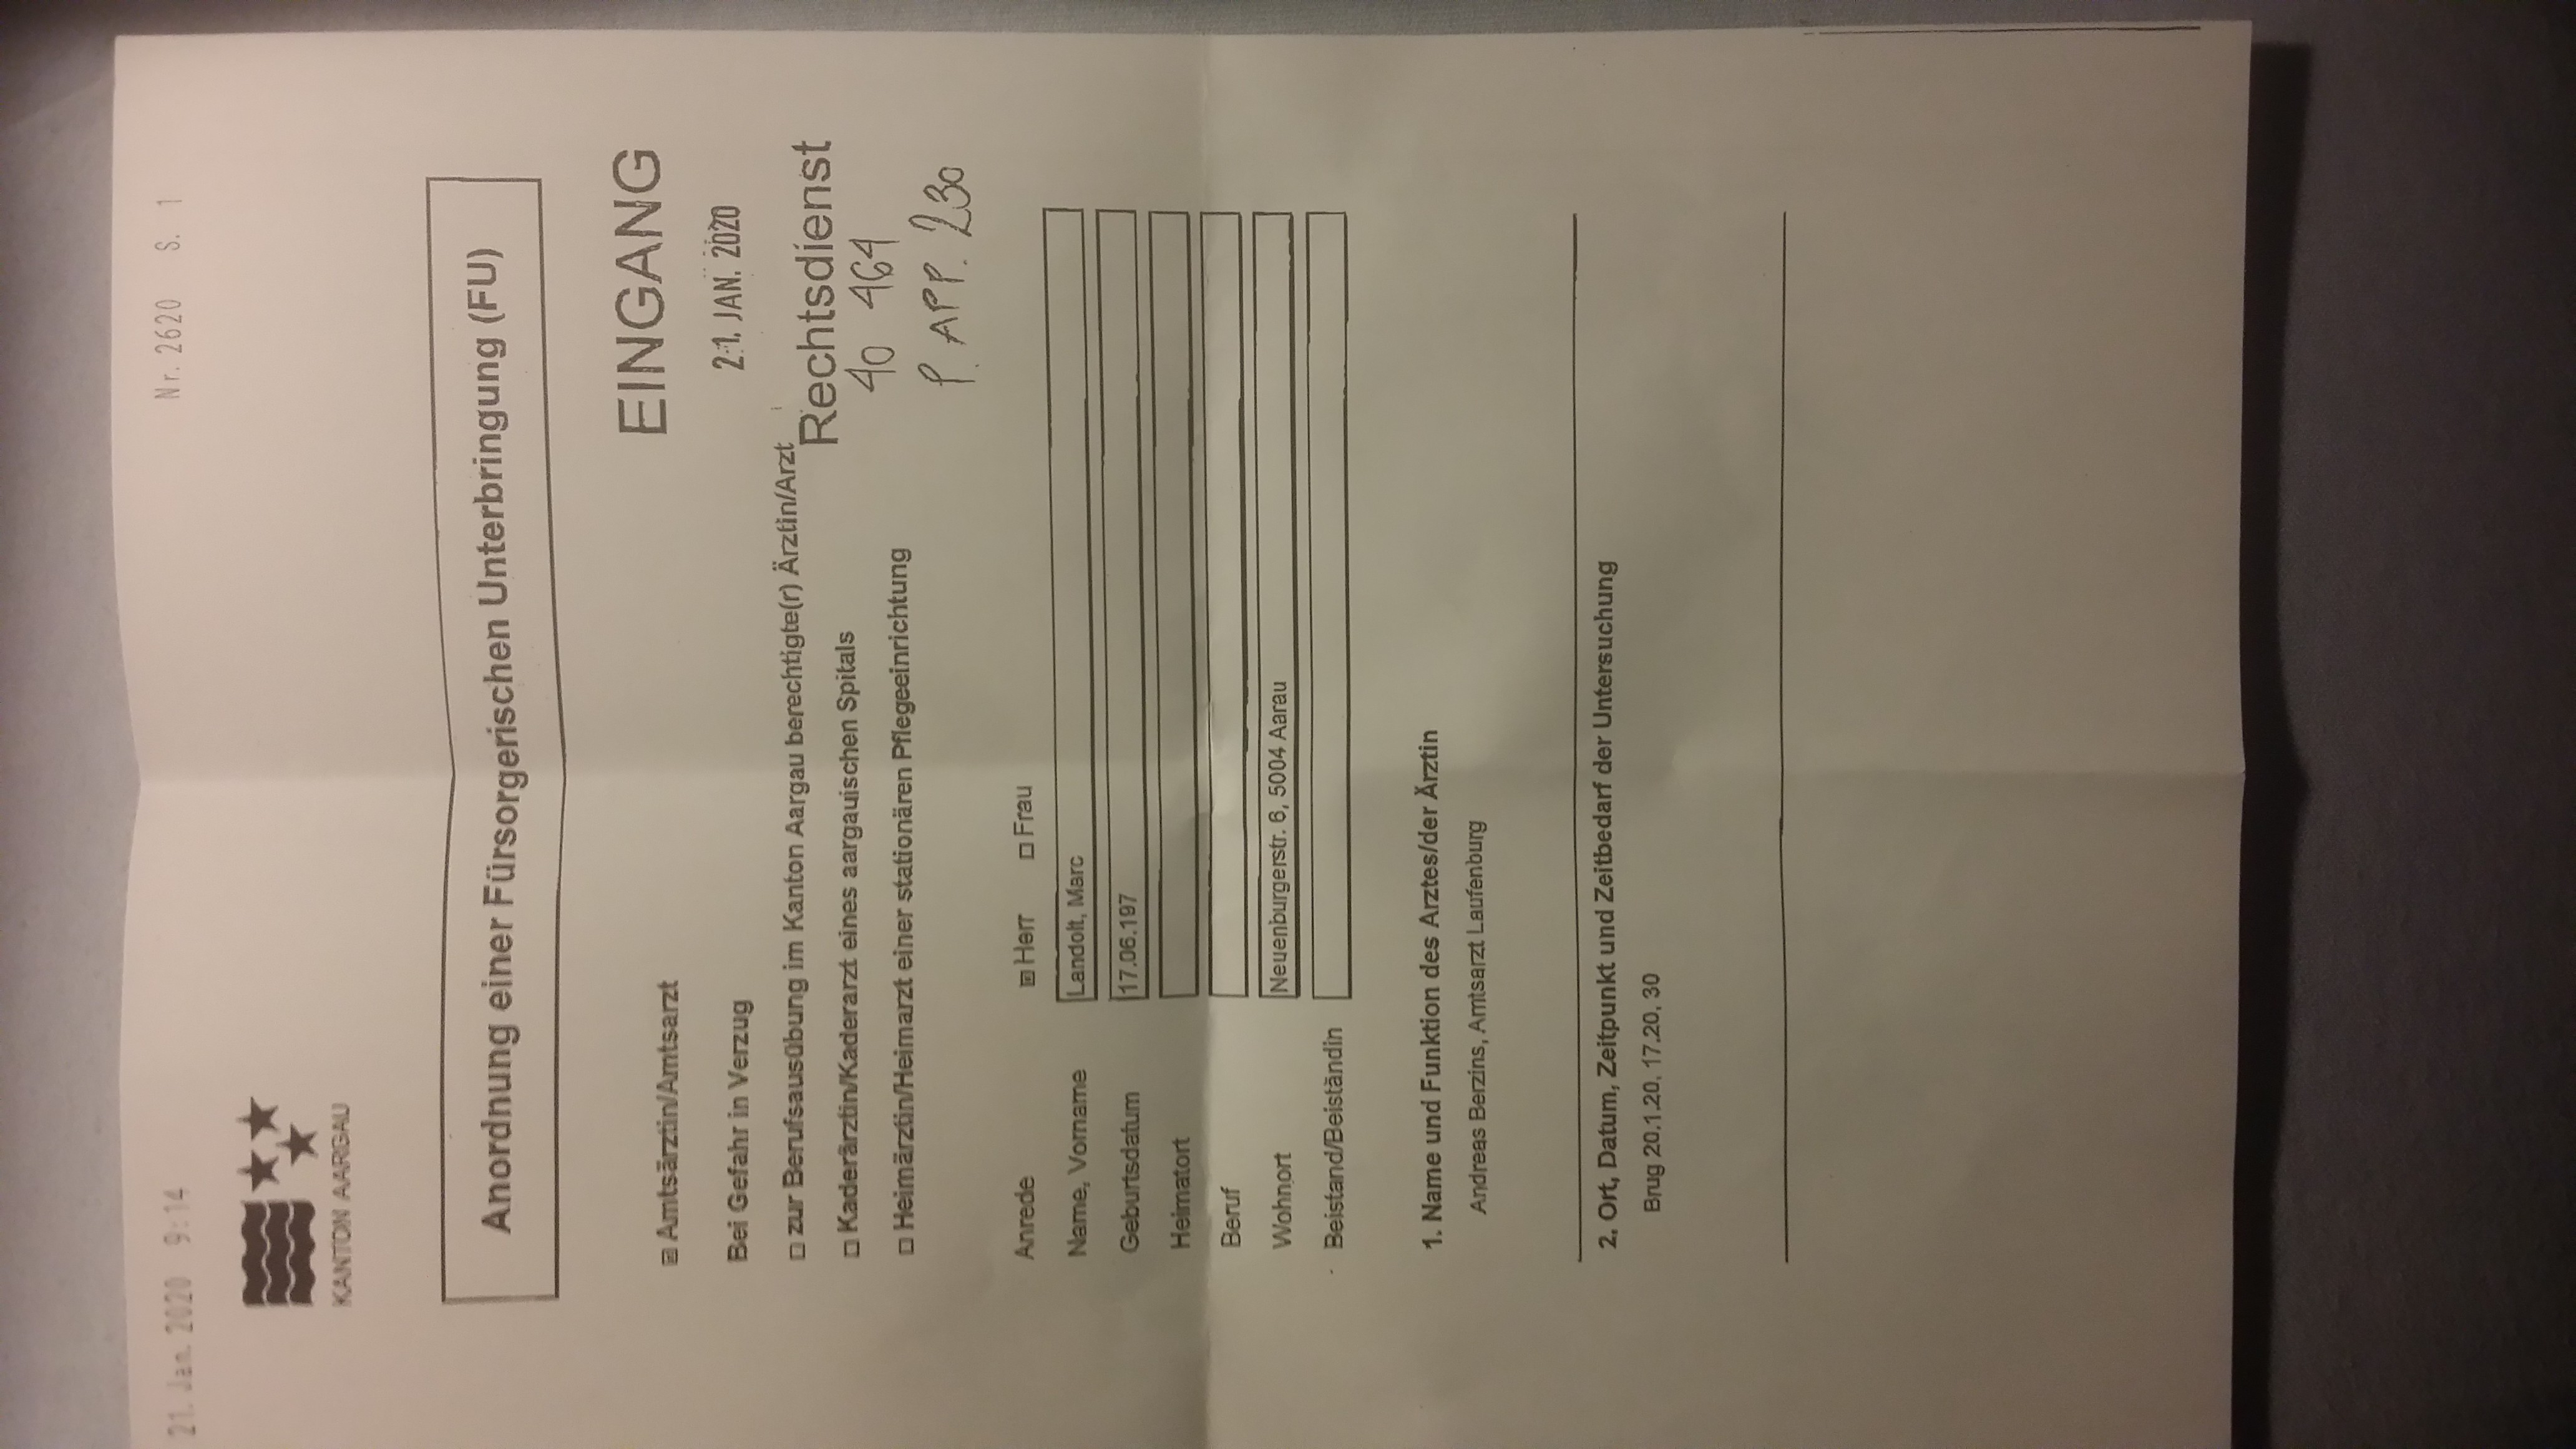 21. Jan. 2020 9:14
Nr. 2620 S. 1
KANTON AARGAU
Anordnung einer Fürsorgerischen Unterbringung (FU)
Amtsärztin/Amtsarzt
EINGANG
Bei Gefahr in Verzug
21. JAN. 2020
zur Berufsausübung im Kanton Aargau berechtigte(r) Ärztin/Arzt
Rechtsdienst
Kaderärztin/Kaderarzt eines aargauischen Spitals
40 464
Heimärztin/Heimarzt einer stationären Pflegeeinrichtung
P. APP. 230
Anrede Herr Frau
Name, Vorname Landolt, Marc
Geburtsdatum 17.06.197
Heimatort
Beruf
Wohnort Neuenburgerstr. 6, 5004 Aarau
Beistand/Beiständin
1. Name und Funktion des Arztes/der Ärztin
Andreas Berzins, Amtsarzt Laufenburg
2. Ort, Datum, Zeitpunkt und Zeitbedarf der Untersuchung
Brug 20.1.20, 17.20, 30